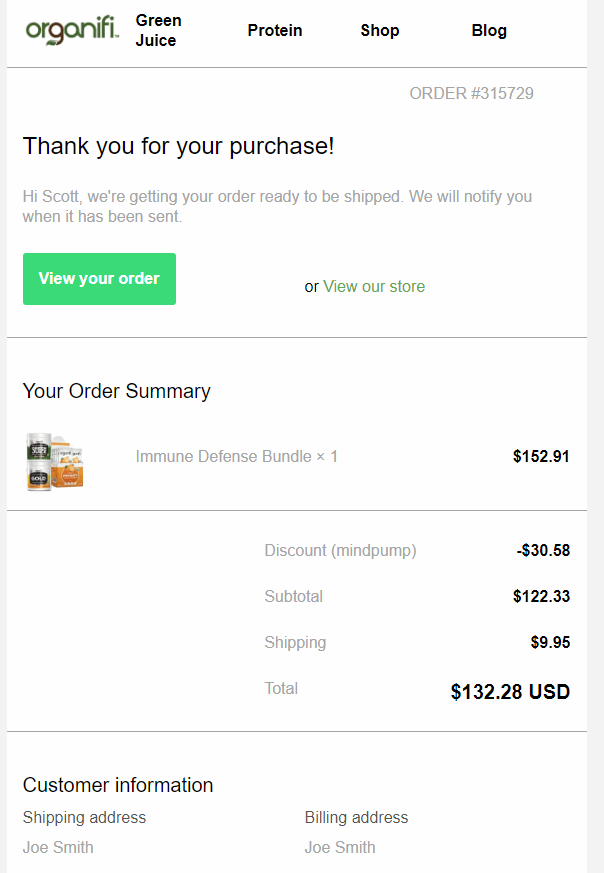 organifi™
Green
Juice
Protein
Shop
Blog
ORDER #315729
Thank you for your purchase!
Hi Scott, we're getting your order ready to be shipped. We will notify you
when it has been sent.
View your order
or View our store
Your Order Summary
Immune Defense Bundle × 1
$152.91
Discount (mindpump)
-$30.58
Subtotal
$122.33
Shipping
$9.95
Total
$132.28 USD
Customer information
Shipping address
Billing address
Joe Smith
Joe Smith